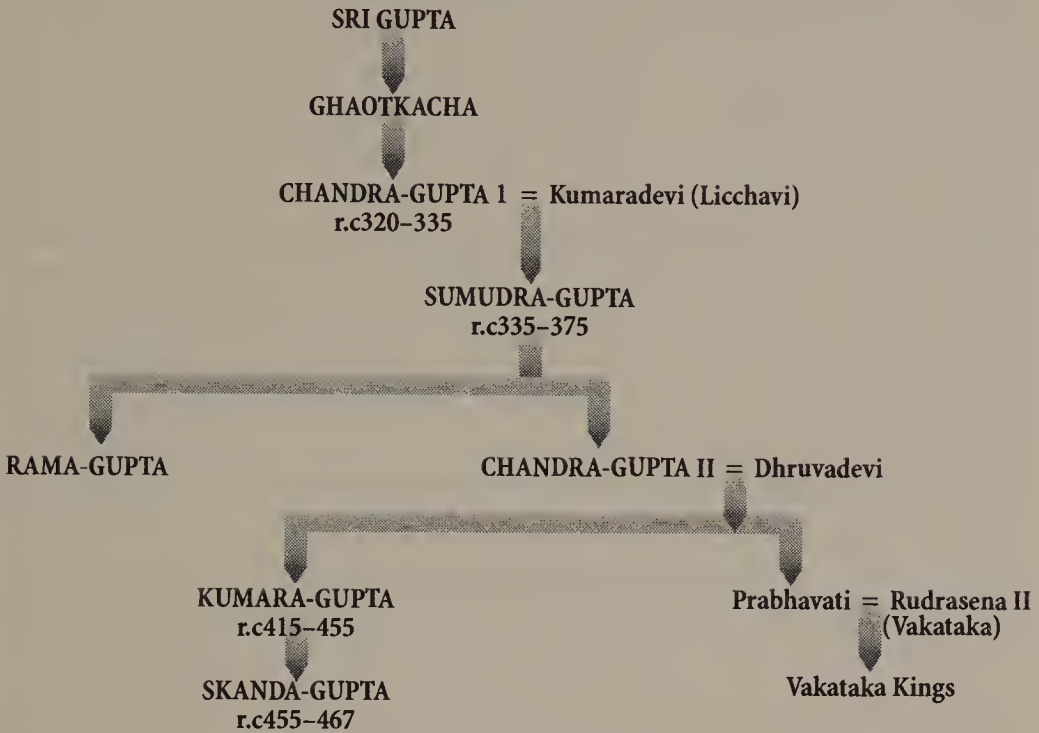 SRI GUPTA
GHAOTKACHA
CHANDRA-GUPTA 1 = Kumaradevi (Licchavi)
r.c320–335
SUMUDRA-GUPTA
r.c335–375
RAMA-GUPTA
CHANDRA-GUPTA II = Dhruvadevi
KUMARA-GUPTA
r.c415–455
Prabhavati = Rudrasena II
(Vakataka)
SKANDA-GUPTA
r.c455–467
Vakataka Kings